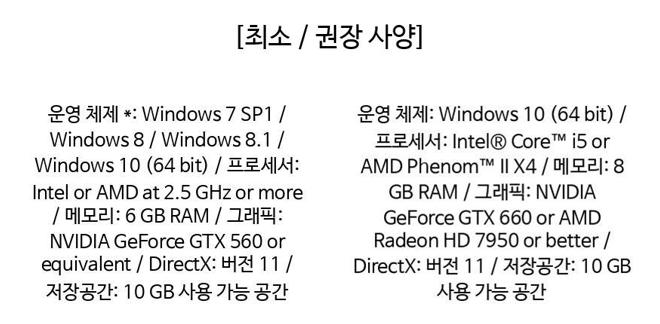 [최소 / 권장 사양]
운영 체제 *: Windows 7 SP1 /
Windows 8 / Windows 8.1 /
Windows 10 (64 bit) / 프로세서:
Intel or AMD at 2.5 GHz or more
/ 메모리: 6 GB RAM / 그래픽:
NVIDIA GeForce GTX 560 or
equivalent / DirectX: 버전 11 /
저장공간: 10 GB 사용 가능 공간
운영 체제: Windows 10 (64 bit) /
프로세서: Intel® Core™ i5 or
AMD Phenom™ II X4 / 메모리: 8
GB RAM / 그래픽: NVIDIA
GeForce GTX 660 or AMD
Radeon HD 7950 or better /
DirectX: 버전 11 / 저장공간: 10 GB
사용 가능 공간